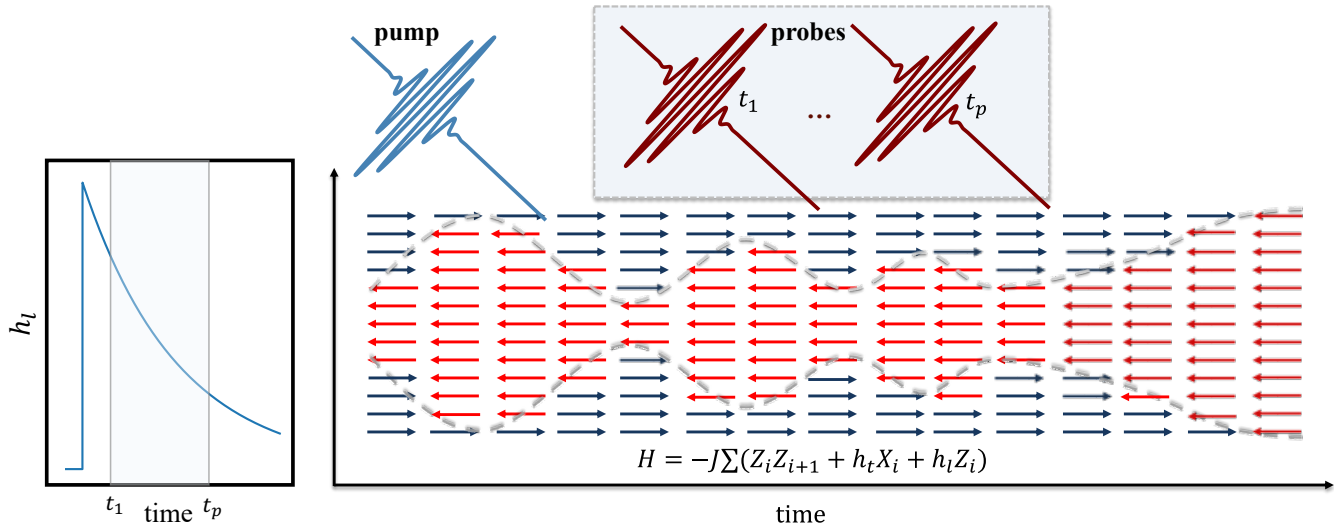 pump
probes
t₁
...
tₚ
hₗ
t₁
time
tₚ
H = −J∑(ZᵢZᵢ₊₁ + hₜXᵢ + hₗZᵢ)
time